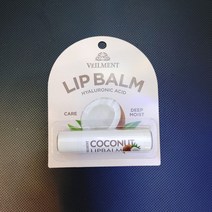 VEILMENT
LIP BALM
HYALURONIC ACID
CARE
DEEP
MOIST
COCONUT
LIPBALM